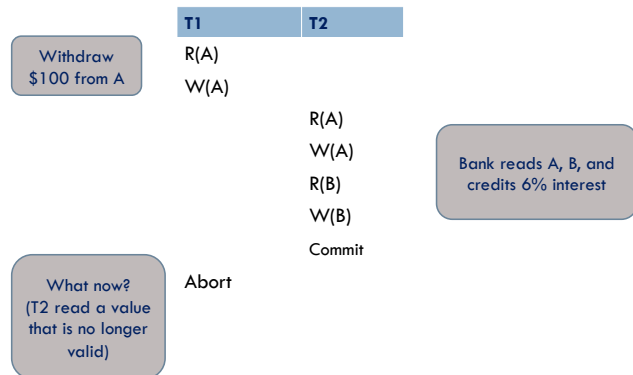 T1 T2
Withdraw
$100 from A
R(A)
W(A)
R(A)
W(A)
R(B)
W(B)
Commit
Bank reads A, B, and
credits 6% interest
Abort
What now?
(T2 read a value
that is no longer
valid)